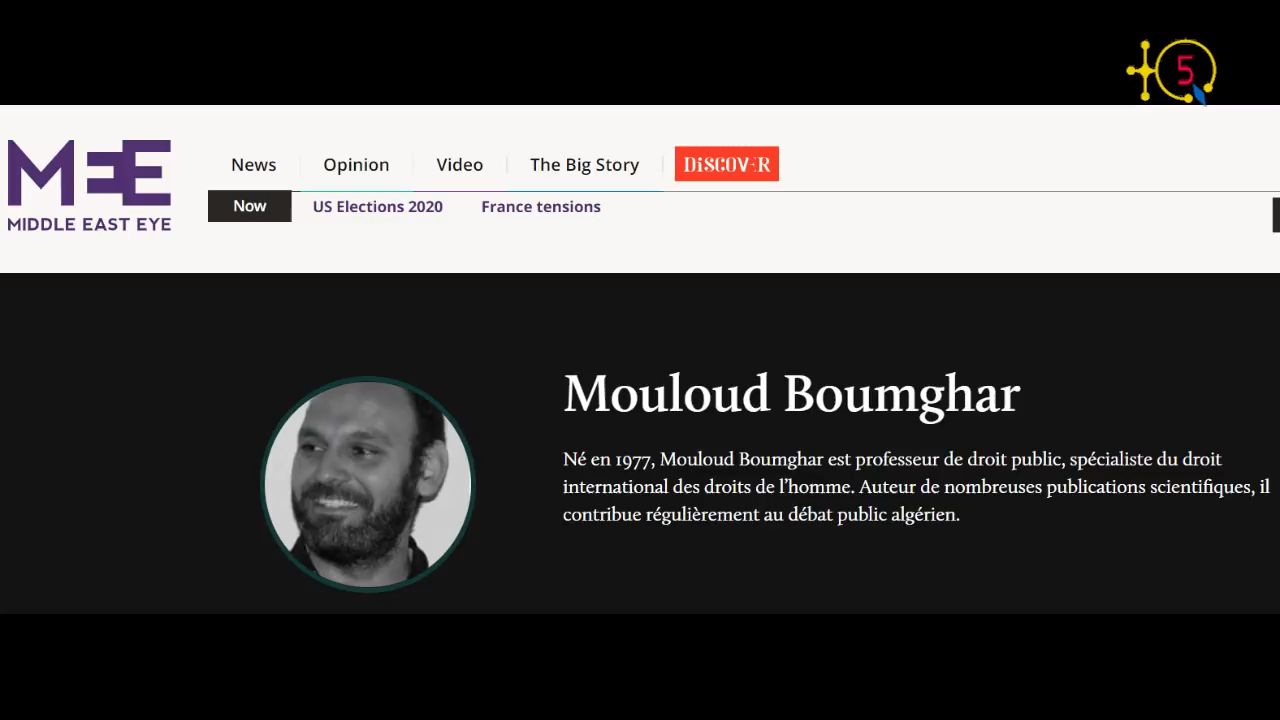 5
MEE
MIDDLE EAST EYE
News Opinion Video The Big Story DiSCOVER
Now US Elections 2020 France tensions
Mouloud Boumghar
Né en 1977, Mouloud Boumghar est professeur de droit public, spécialiste du droit
international des droits de l’homme. Auteur de nombreuses publications scientifiques, il
contribue régulièrement au débat public algérien.